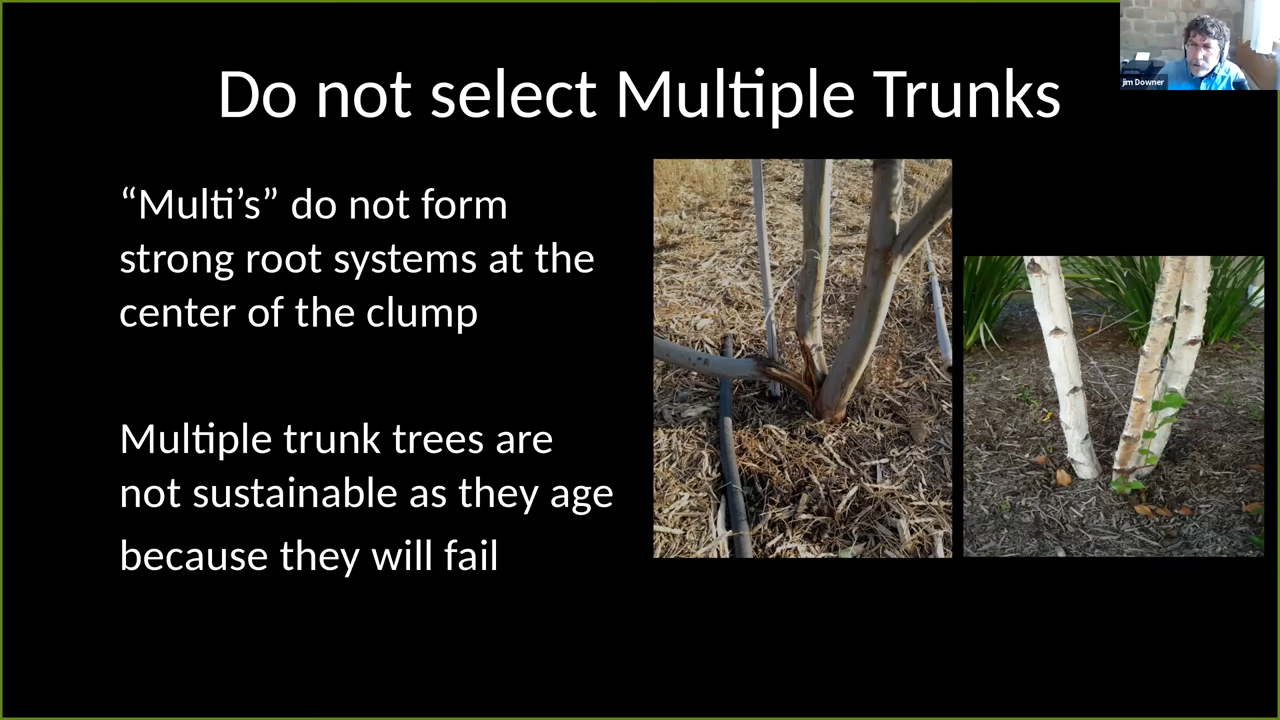 Jim Downer
Do not select Multiple Trunks
“Multi’s” do not form
strong root systems at the
center of the clump
Multiple trunk trees are
not sustainable as they age
because they will fail